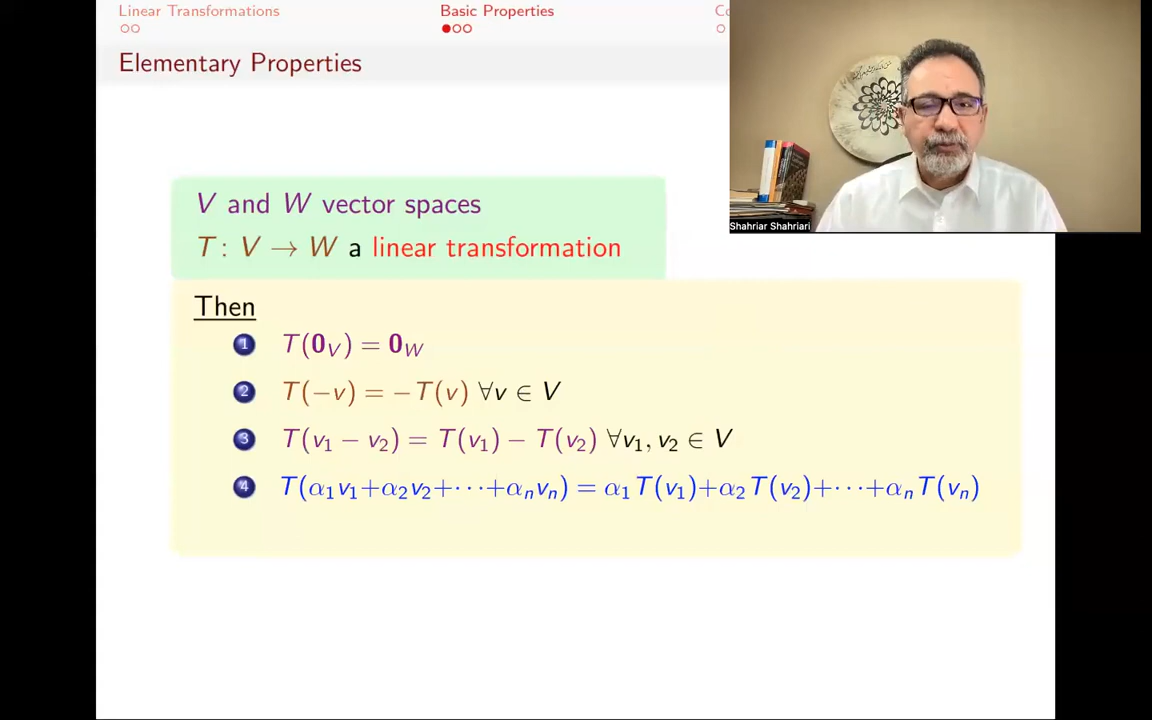 Linear Transformations
Basic Properties
Elementary Properties
V and W vector spaces
T: V → W a linear transformation
Then
1 T(0_V) = 0_W
2 T(−v) = −T(v) ∀v ∈ V
3 T(v₁ − v₂) = T(v₁) − T(v₂) ∀v₁, v₂ ∈ V
4 T(α₁v₁+α₂v₂+⋯+αₙvₙ) = α₁T(v₁)+α₂T(v₂)+⋯+αₙT(vₙ)
Shahriar Shahriari